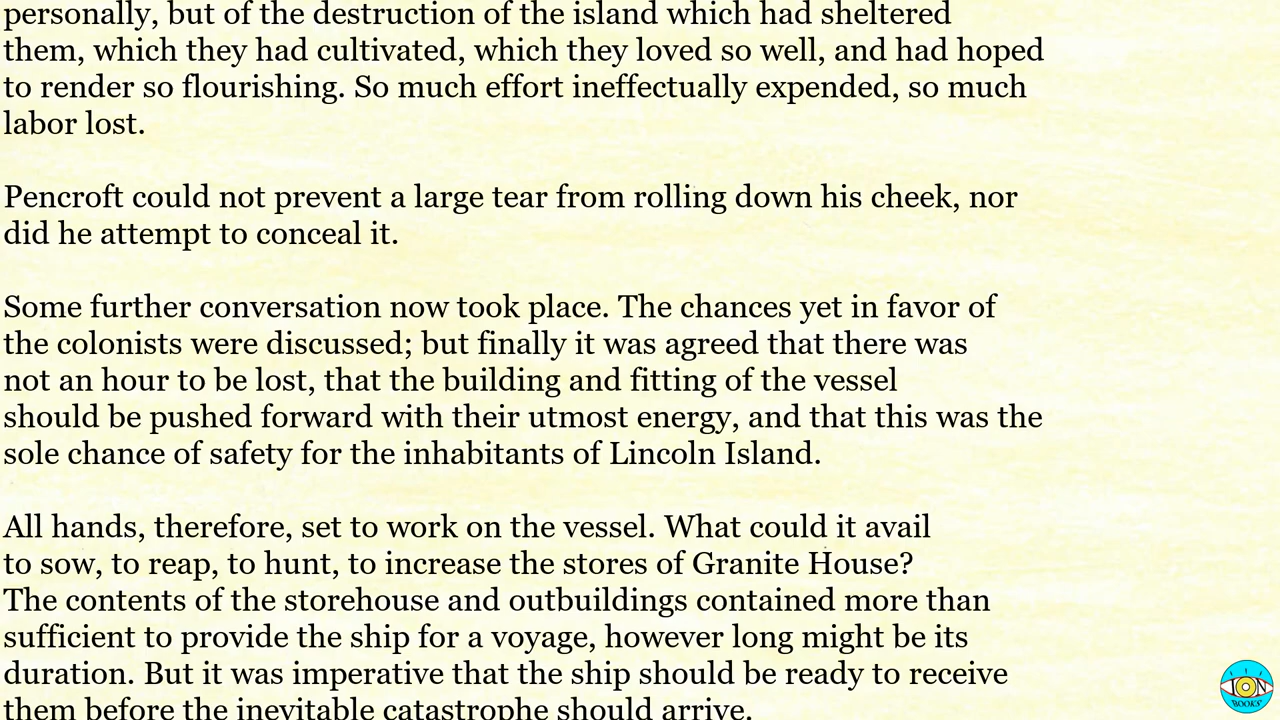 personally, but of the destruction of the island which had sheltered
them, which they had cultivated, which they loved so well, and had hoped
to render so flourishing. So much effort ineffectually expended, so much
labor lost.
Pencroft could not prevent a large tear from rolling down his cheek, nor
did he attempt to conceal it.
Some further conversation now took place. The chances yet in favor of
the colonists were discussed; but finally it was agreed that there was
not an hour to be lost, that the building and fitting of the vessel
should be pushed forward with their utmost energy, and that this was the
sole chance of safety for the inhabitants of Lincoln Island.
All hands, therefore, set to work on the vessel. What could it avail
to sow, to reap, to hunt, to increase the stores of Granite House?
The contents of the storehouse and outbuildings contained more than
sufficient to provide the ship for a voyage, however long might be its
duration. But it was imperative that the ship should be ready to receive
them before the inevitable catastrophe should arrive.
ION
BOOKS